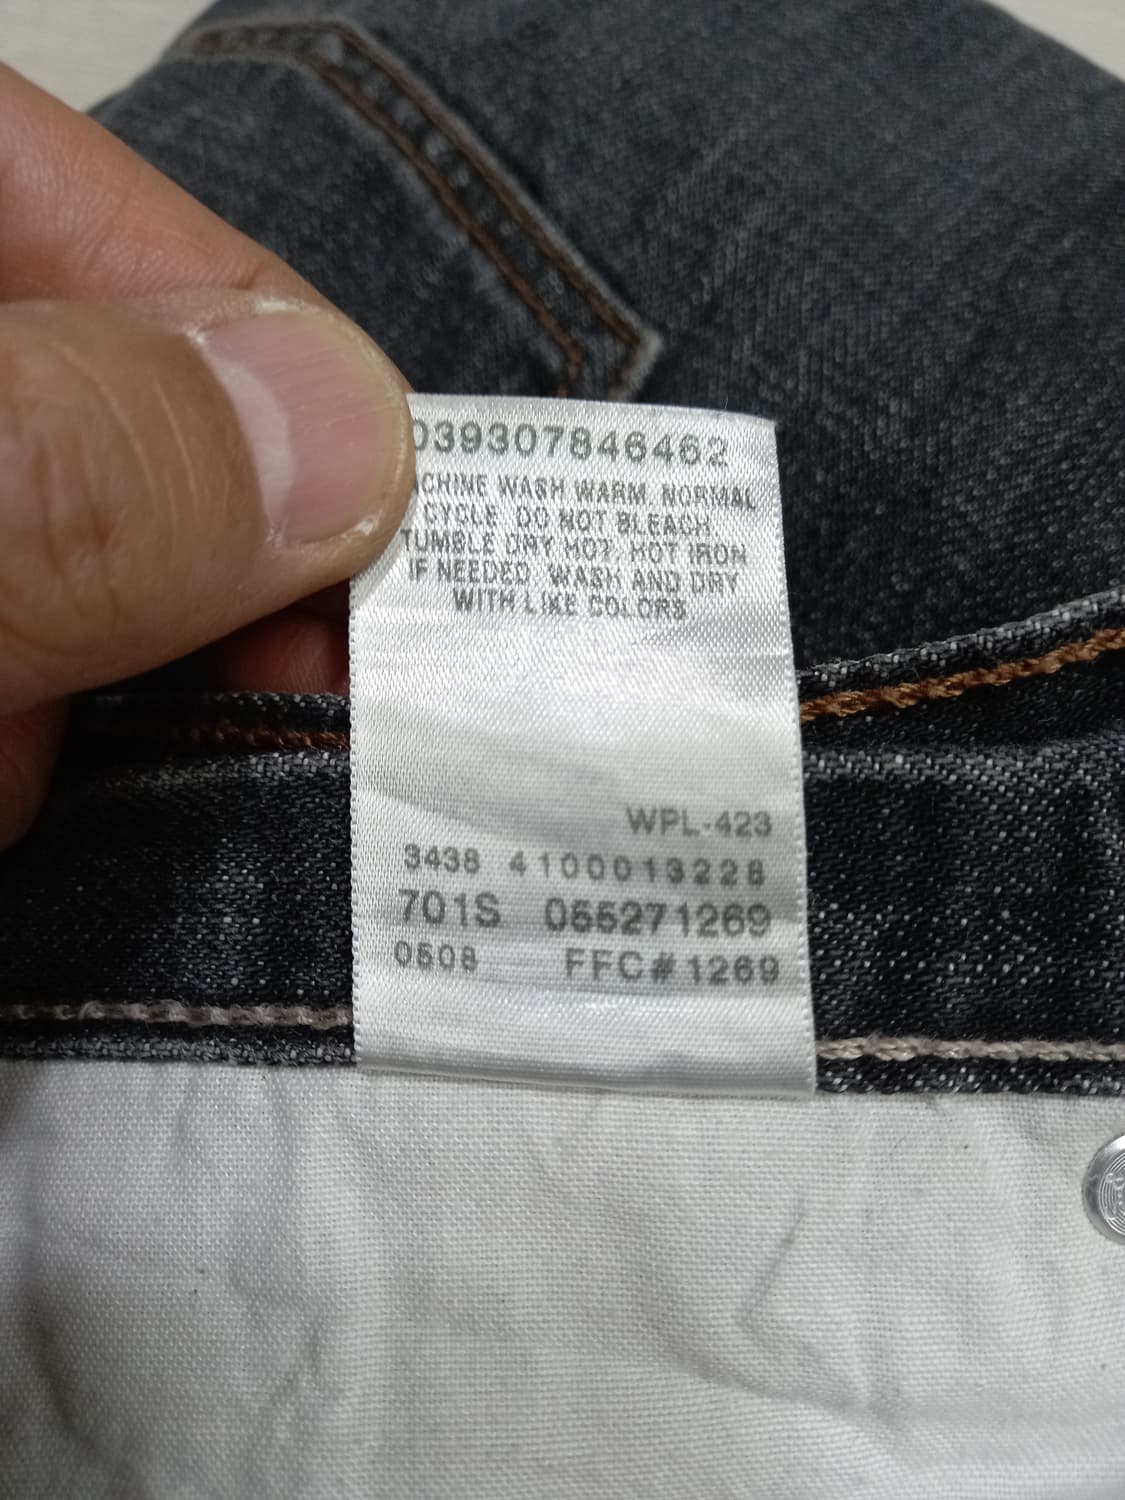 039307846462
CHINE WASH WARM NORMAL
CYCLE DO NOT BLEACH
TUMBLE DRY HOT; HOT IRON
IF NEEDED WASH AND DRY
WITH LIKE COLORS
WPL-423
3438 4100013228
701S 055271269
0508 FFC#1269